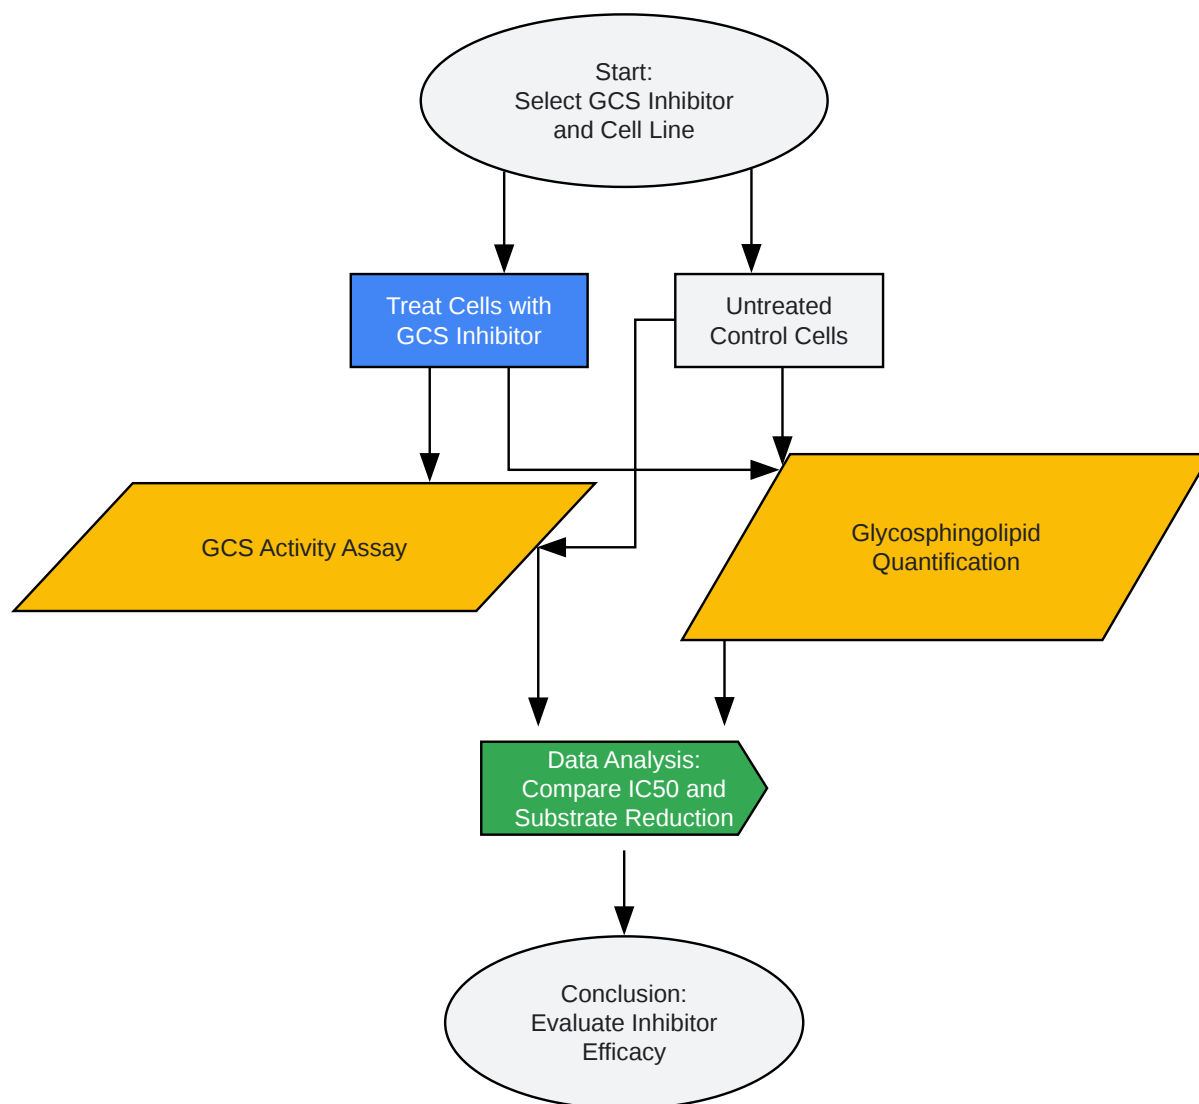 Start:
Select GCS Inhibitor
and Cell Line
Treat Cells with
GCS Inhibitor
Untreated
Control Cells
GCS Activity Assay
Glycosphingolipid
Quantification
Data Analysis:
Compare IC50 and
Substrate Reduction
Conclusion:
Evaluate Inhibitor
Efficacy